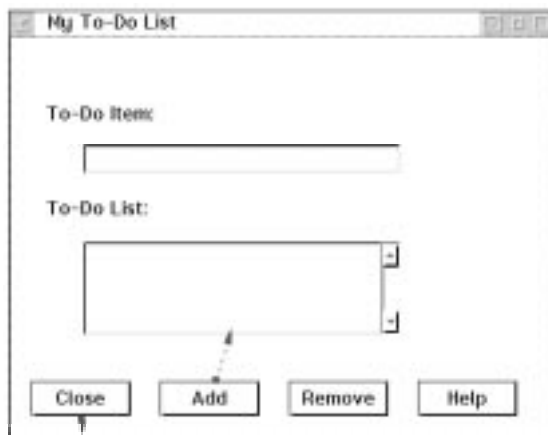 My To-Do List
To-Do Item:
To-Do List:
Close Add Remove Help